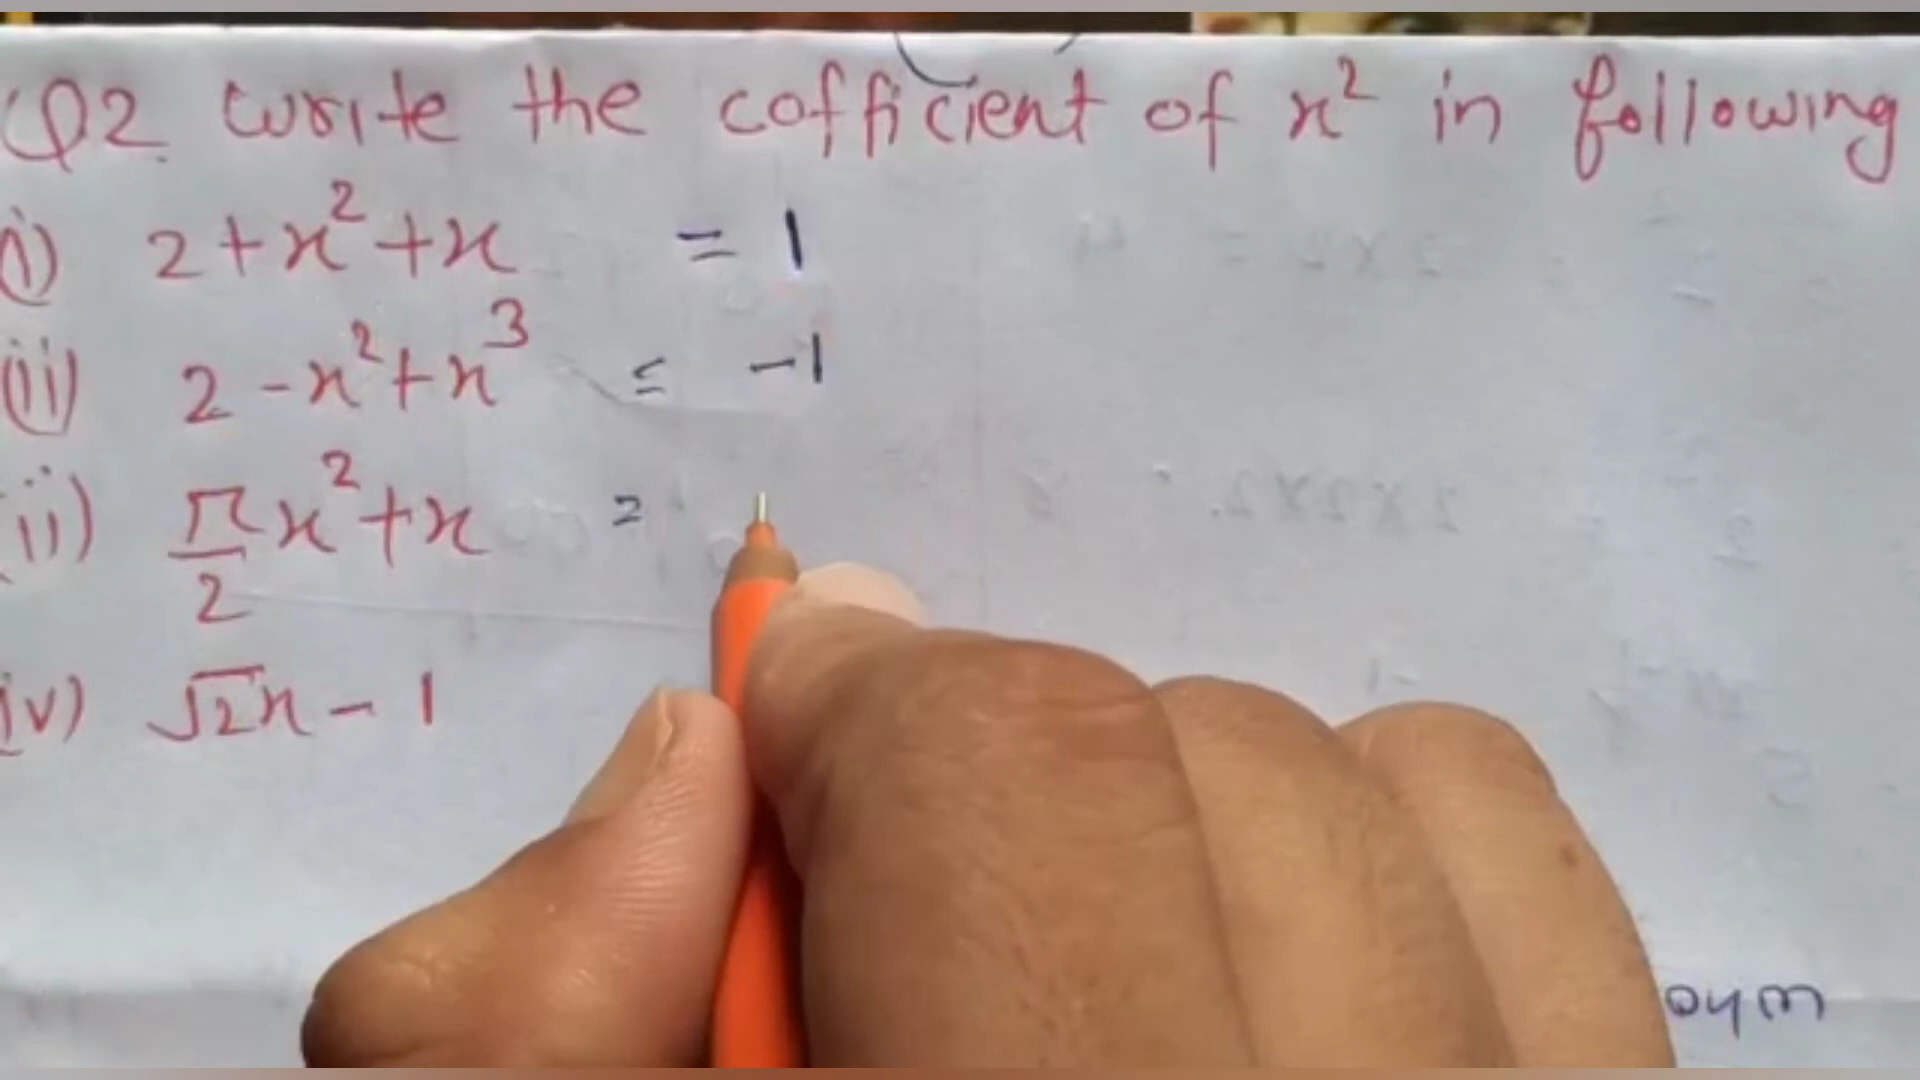 Q2 write the cofficient of x² in following
(i) 2+x²+x = 1
(ii) 2-x²+x³ = -1
(iii) π/2 x²+x =
(iv) √2x - 1